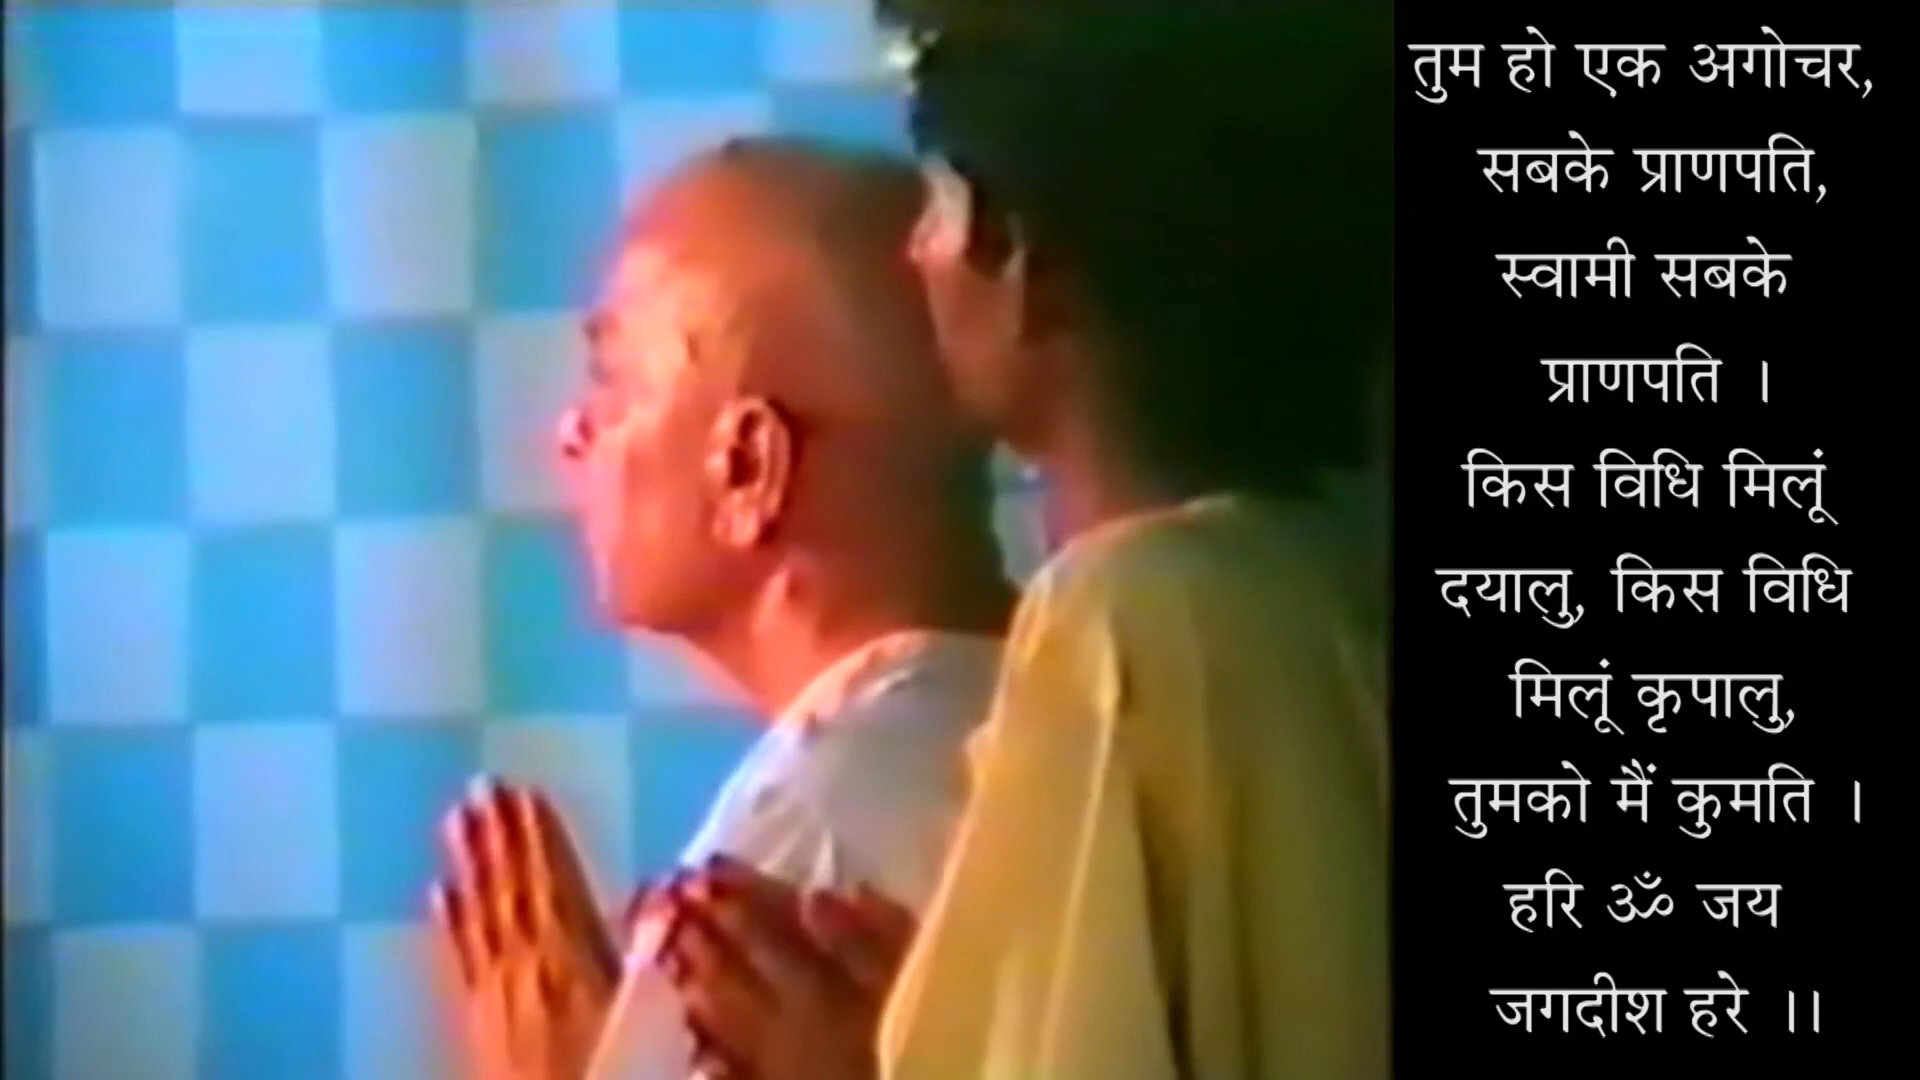 तुम हो एक अगोचर,
सबके प्राणपति,
स्वामी सबके
प्राणपति ।
किस विधि मिलूं
दयालु, किस विधि
मिलूं कृपालु,
तुमको मैं कुमति ।
हरि ॐ जय
जगदीश हरे ।।